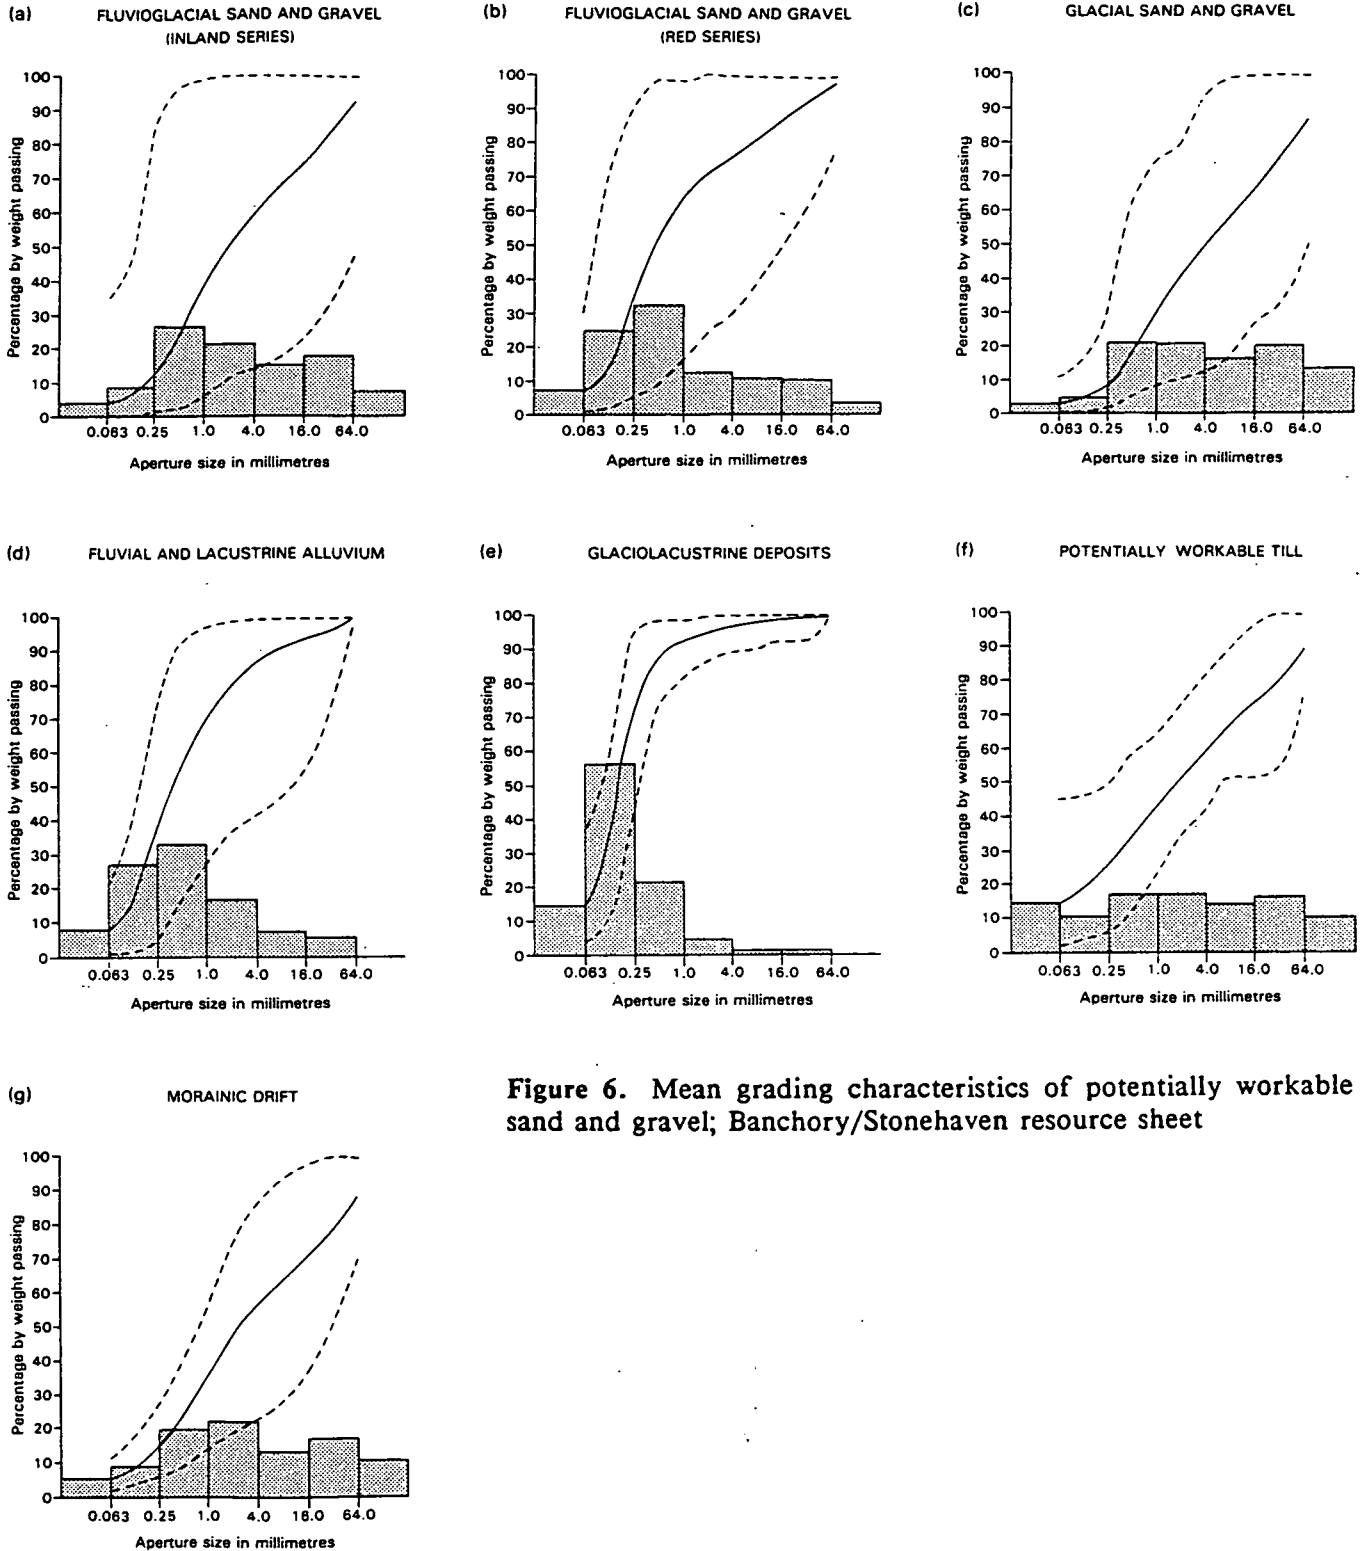 (a) FLUVIOGLACIAL SAND AND GRAVEL
(INLAND SERIES)
Percentage by weight passing
100
90
80
70
60
50
40
30
20
10
0
0.063 0.25 1.0 4.0 16.0 64.0
Aperture size in millimetres
(b) FLUVIOGLACIAL SAND AND GRAVEL
(RED SERIES)
Percentage by weight passing
100
90
80
70
60
50
40
30
20
10
0
0.063 0.25 1.0 4.0 16.0 64.0
Aperture size in millimetres
(c) GLACIAL SAND AND GRAVEL
Percentage by weight passing
100
90
80
70
60
50
40
30
20
10
0
0.063 0.25 1.0 4.0 16.0 64.0
Aperture size in millimetres
(d) FLUVIAL AND LACUSTRINE ALLUVIUM
Percentage by weight passing
100
90
80
70
60
50
40
30
20
10
0
0.063 0.25 1.0 4.0 16.0 64.0
Aperture size in millimetres
(e) GLACIOLACUSTRINE DEPOSITS
Percentage by weight passing
100
90
80
70
60
50
40
30
20
10
0
0.063 0.25 1.0 4.0 16.0 64.0
Aperture size in millimetres
(f) POTENTIALLY WORKABLE TILL
Percentage by weight passing
100
90
80
70
60
50
40
30
20
10
0
0.063 0.25 1.0 4.0 16.0 64.0
Aperture size in millimetres
(g) MORAINIC DRIFT
Percentage by weight passing
100
90
80
70
60
50
40
30
20
10
0
0.063 0.25 1.0 4.0 16.0 64.0
Aperture size in millimetres
Figure 6. Mean grading characteristics of potentially workable
sand and gravel; Banchory/Stonehaven resource sheet